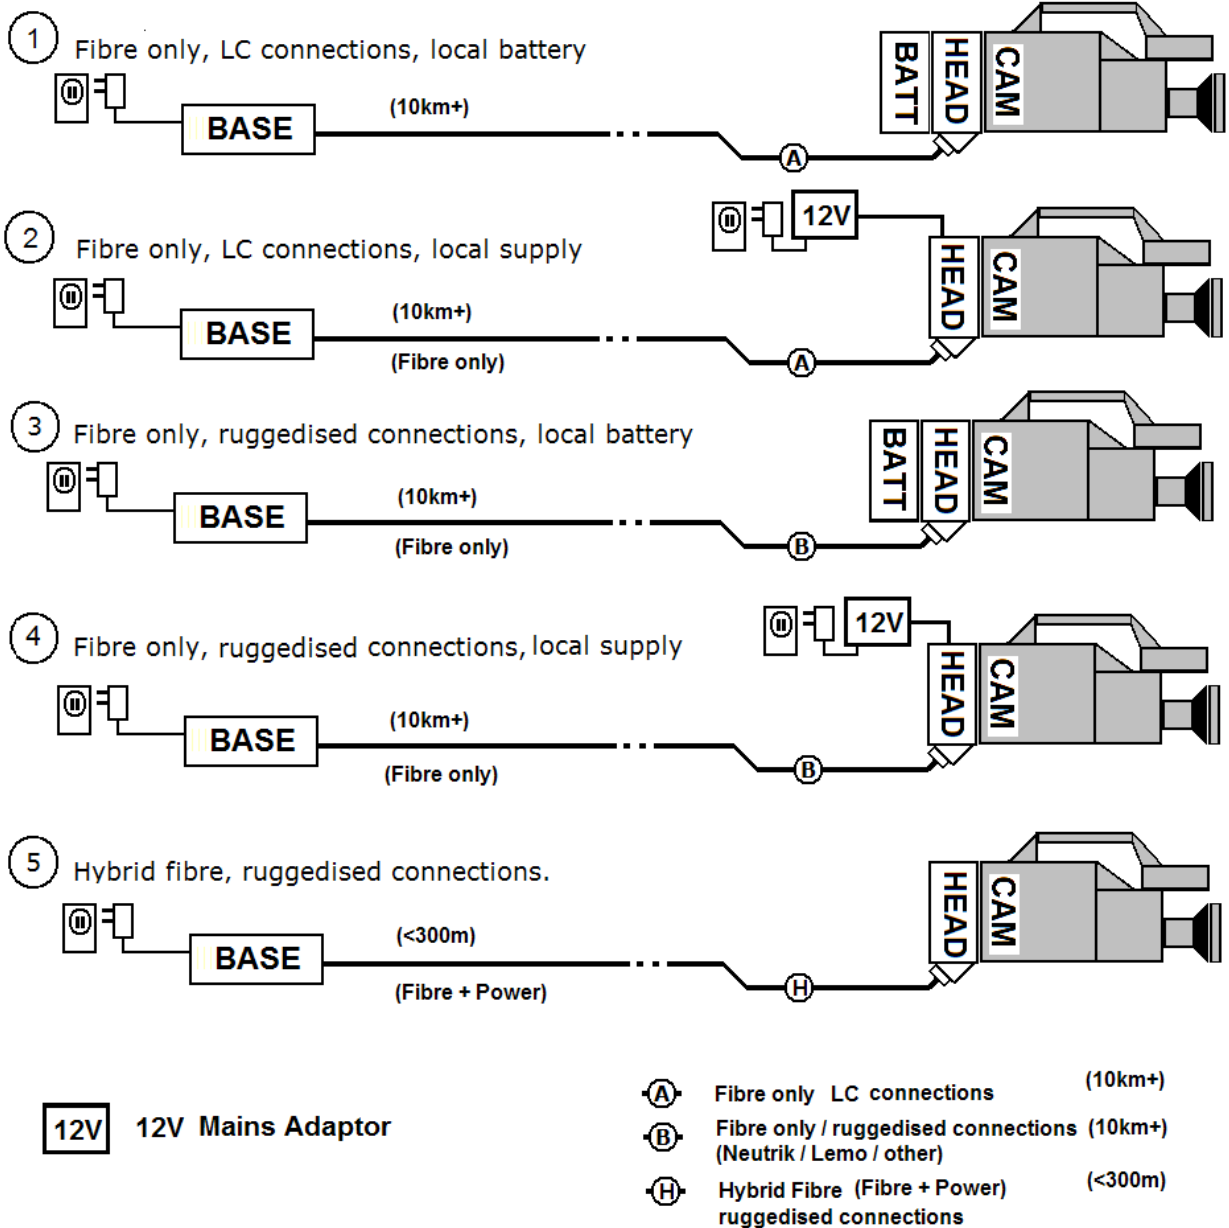 1
Fibre only, LC connections, local battery
BASE
(10km+)
A
BATT
HEAD
CAM
2
Fibre only, LC connections, local supply
BASE
(10km+)
(Fibre only)
A
12V
HEAD
CAM
3
Fibre only, ruggedised connections, local battery
BASE
(10km+)
(Fibre only)
B
BATT
HEAD
CAM
4
Fibre only, ruggedised connections, local supply
BASE
(10km+)
(Fibre only)
B
12V
HEAD
CAM
5
Hybrid fibre, ruggedised connections.
BASE
(<300m)
(Fibre + Power)
H
HEAD
CAM
12V 12V Mains Adaptor
A Fibre only LC connections (10km+)
B Fibre only / ruggedised connections (10km+)
(Neutrik / Lemo / other)
H Hybrid Fibre (Fibre + Power) (<300m)
ruggedised connections